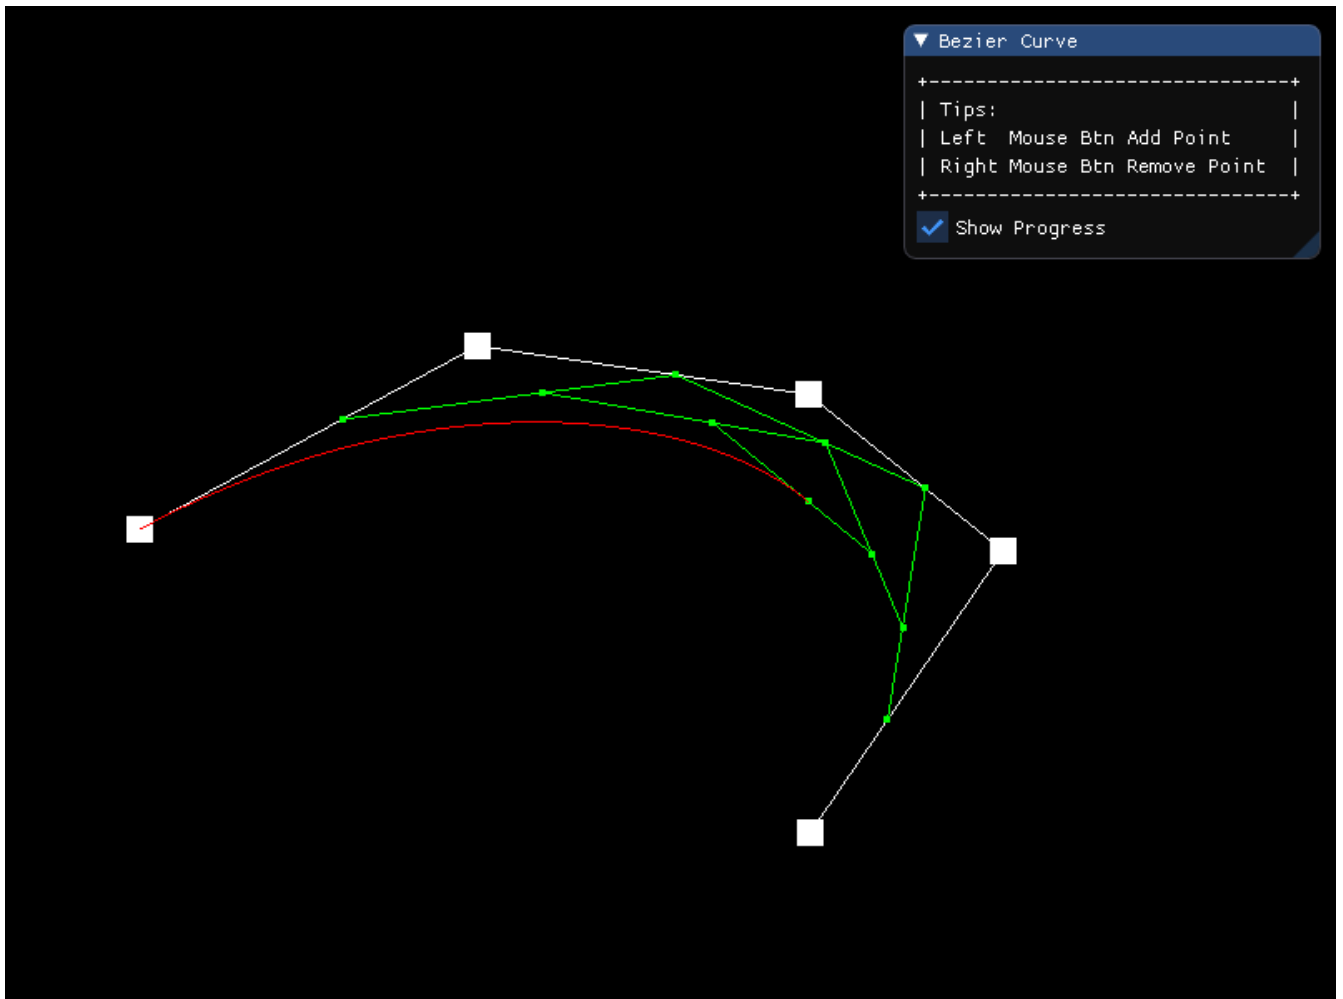 Bezier Curve
+-------------------------------+
| Tips:                         |
| Left  Mouse Btn Add Point     |
| Right Mouse Btn Remove Point  |
+-------------------------------+
Show Progress